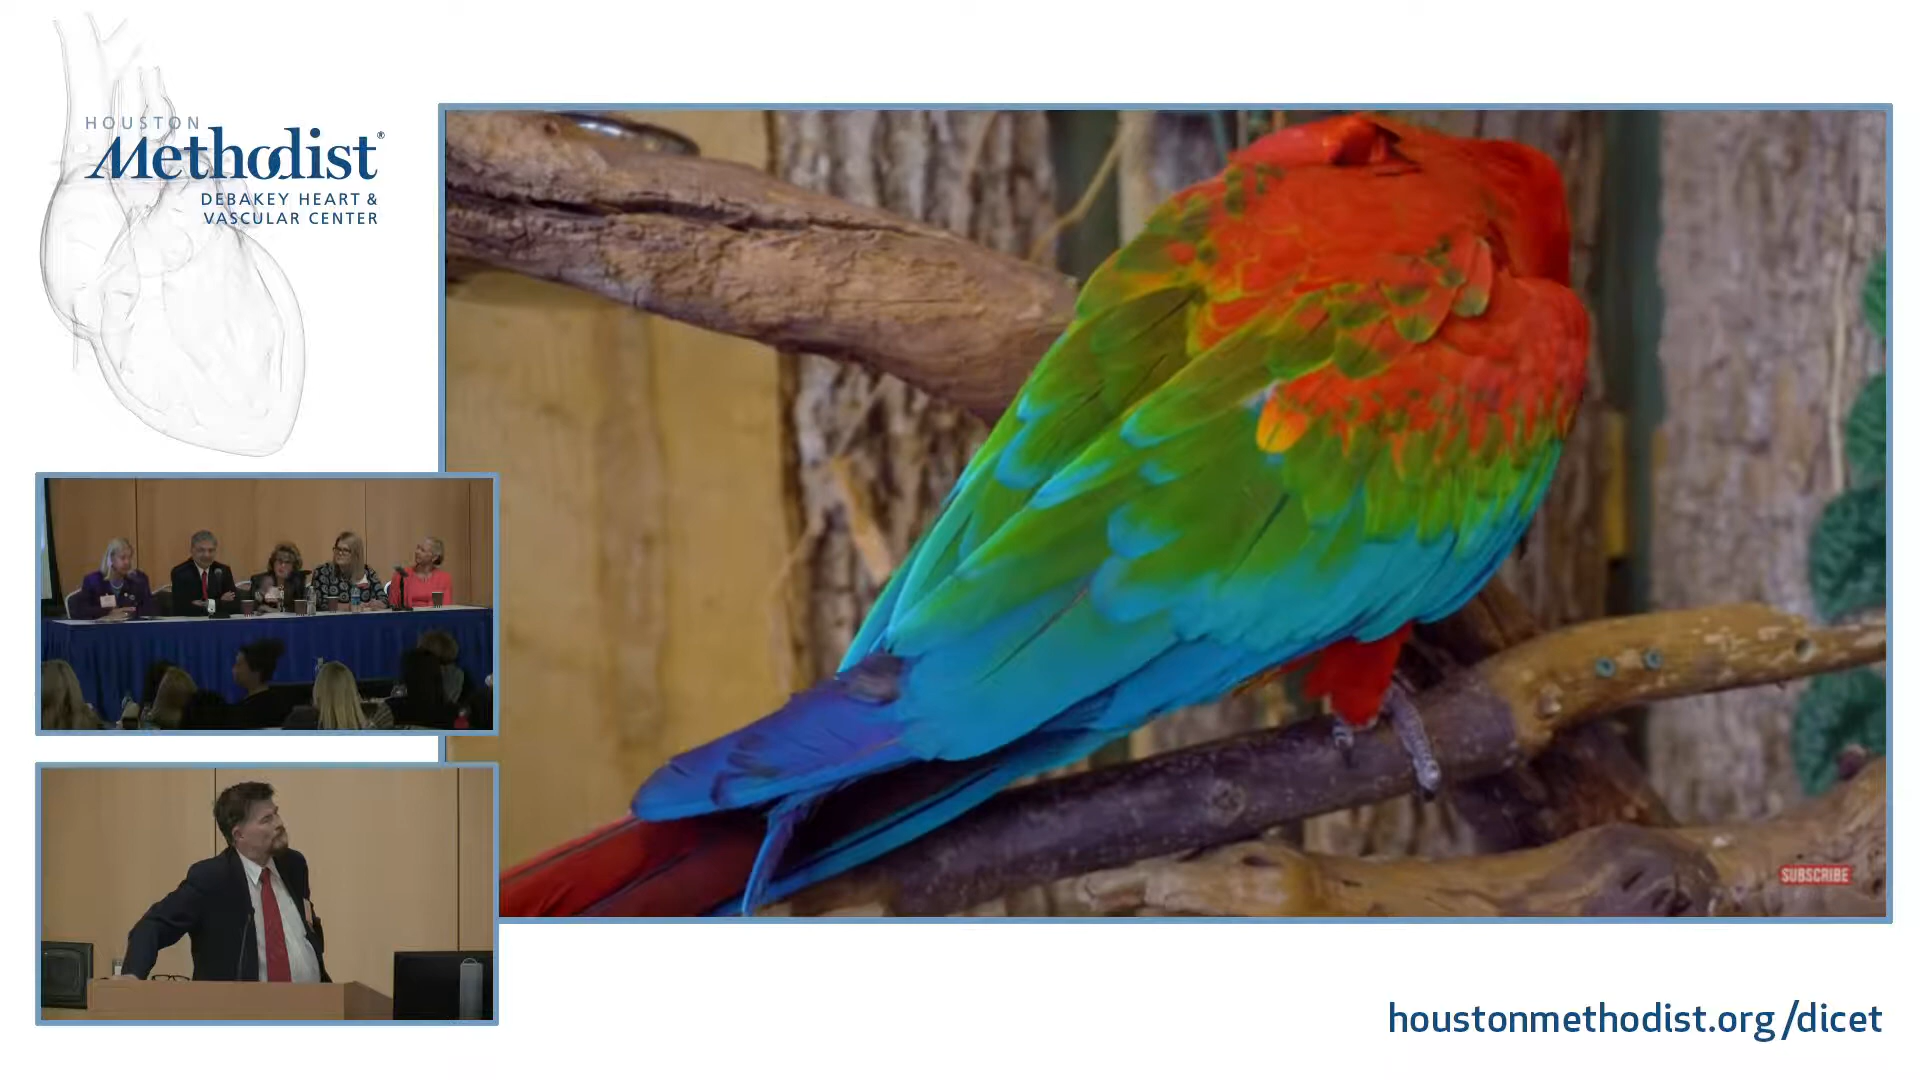 HOUSTON
Methodist®
DEBAKEY HEART &
VASCULAR CENTER
SUBSCRIBE
houstonmethodist.org/dicet